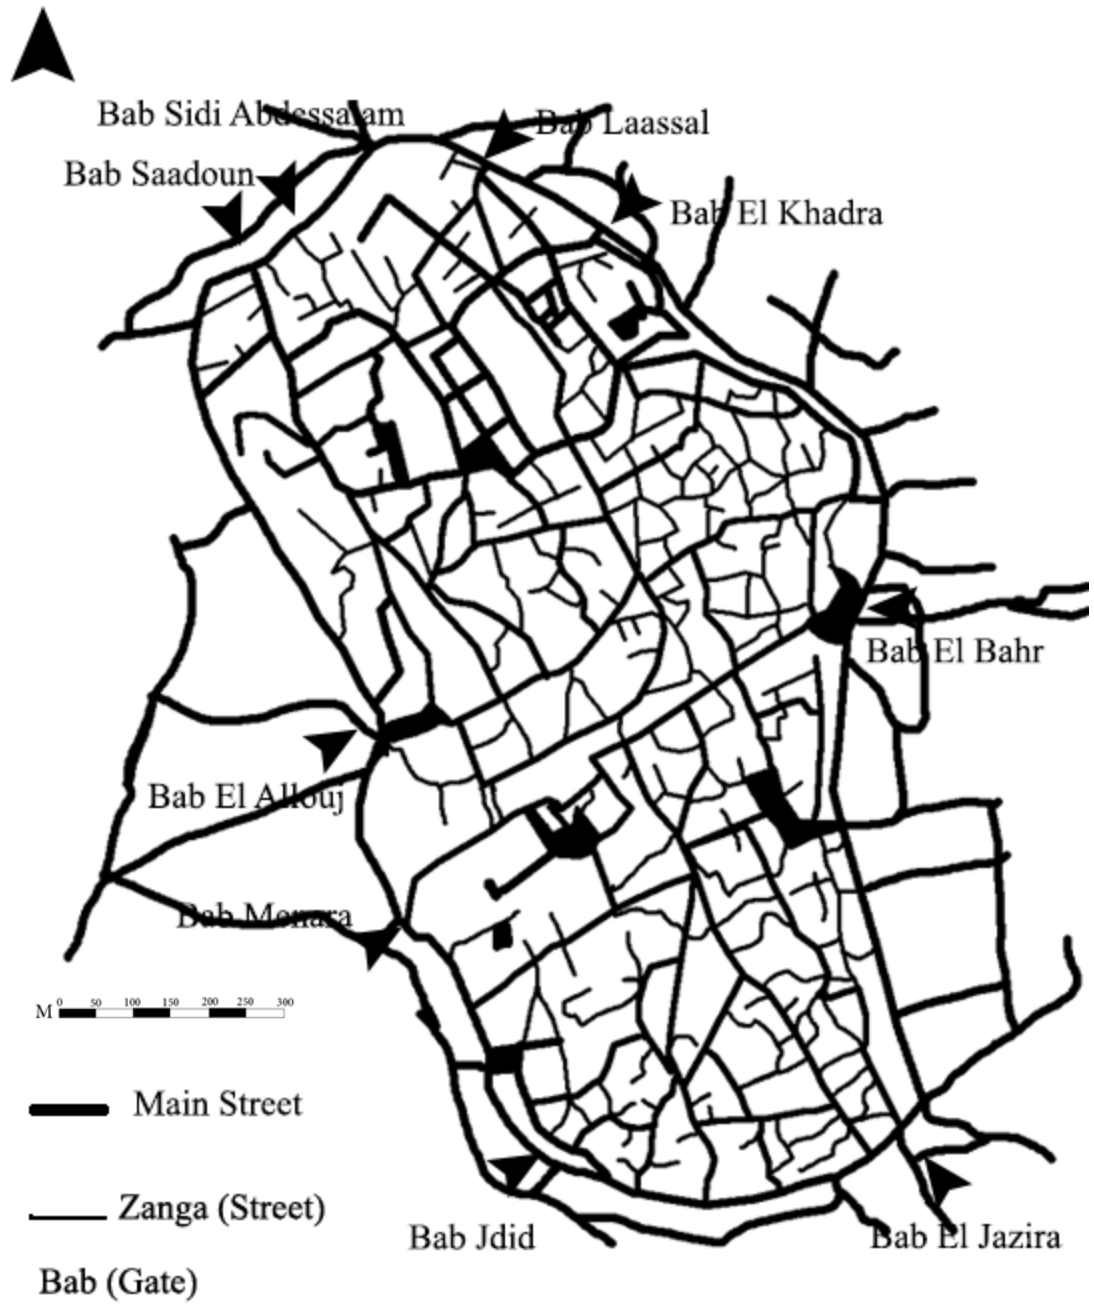 Bab Sidi Abdessalam
Bab Laassal
Bab Saadoun
Bab El Khadra
Bab El Bahr
Bab El Allouj
Bab Menara
M 0 50 100 150 200 250 300
Main Street
Zanga (Street)
Bab Jdid
Bab El Jazira
Bab (Gate)